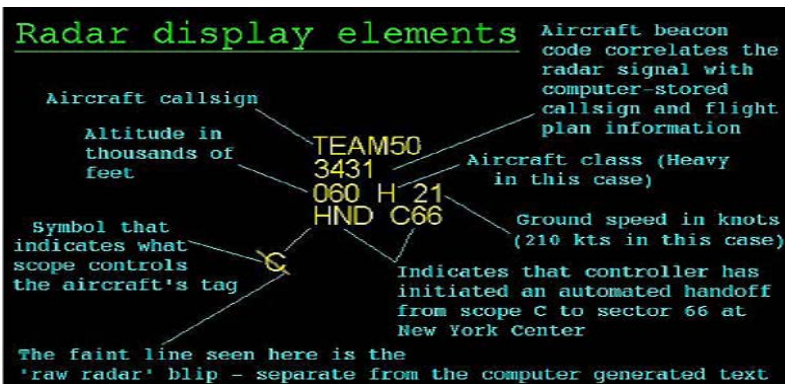 Radar display elements
Aircraft beacon
code correlates the
radar signal with
computer-stored
callsign and flight
plan information
Aircraft callsign
Altitude in
thousands of
feet
TEAM50
3431
060 H 21
HND C66
Aircraft class (Heavy
in this case)
Ground speed in knots
(210 kts in this case)
Symbol that
indicates what
scope controls
the aircraft's tag
C
Indicates that controller has
initiated an automated handoff
from scope C to sector 66 at
New York Center
The faint line seen here is the
'raw radar' blip - separate from the computer generated text